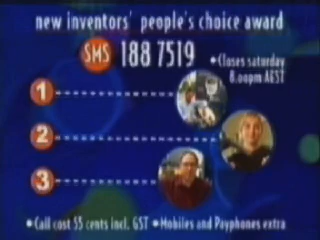 new inventors' people's choice award
SMS 188 7519
•Closes saturday
8.00pm AEST
1
2
3
•Call cost 55 cents incl. GST •Mobiles and Payphones extra